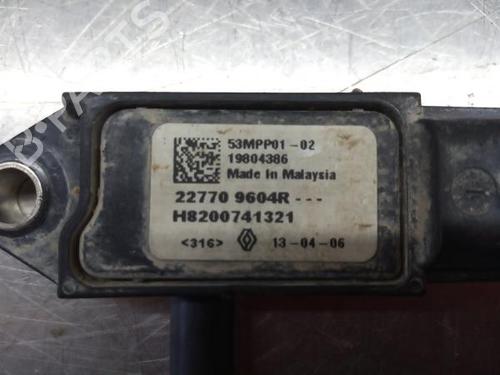 53MPP01-02
19804386
Made In Malaysia
22770 9604R ---
H8200741321
<316> 13-04-06